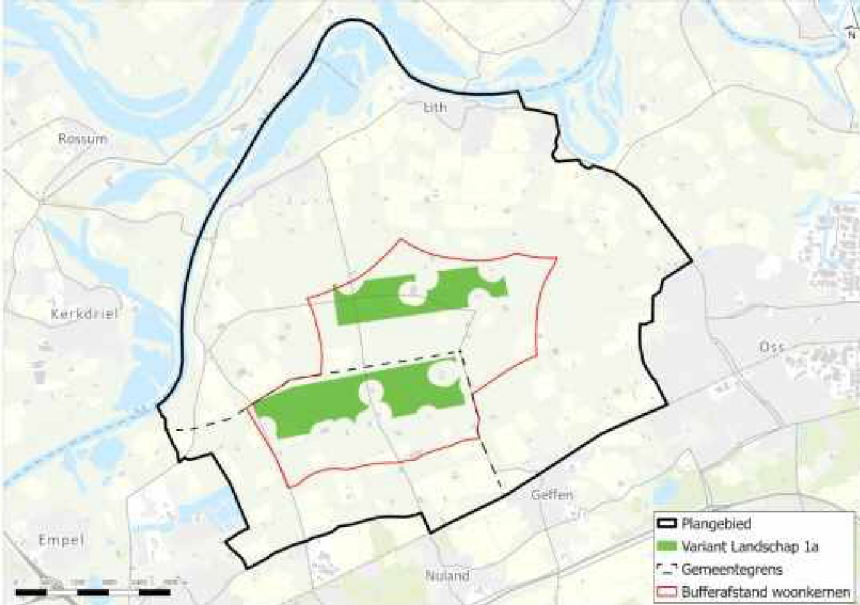 N
Lith
Rossum
Kerkdriel
Oss
Geffen
Empel
Nuland
Plangebied
Variant Landschap 1a
Gemeentegrens
Bufferafstand woonkernen